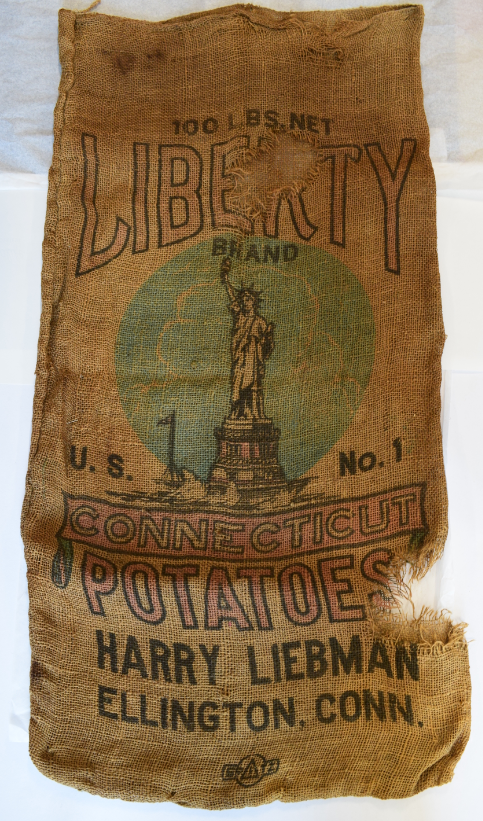 100 LBS. NET
LIBERTY
BRAND
U. S. No. 1
CONNECTICUT
POTATOES
HARRY LIEBMAN
ELLINGTON, CONN.